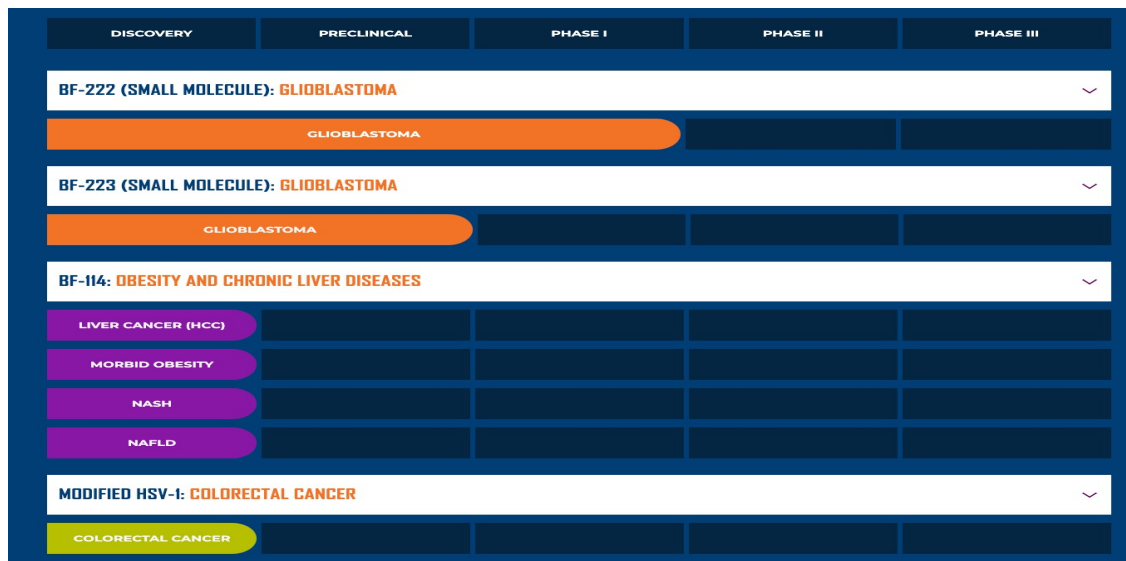 DISCOVERY PRECLINICAL PHASE I PHASE II PHASE III
BF-222 (SMALL MOLECULE): GLIOBLASTOMA
GLIOBLASTOMA
BF-223 (SMALL MOLECULE): GLIOBLASTOMA
GLIOBLASTOMA
BF-114: OBESITY AND CHRONIC LIVER DISEASES
LIVER CANCER (HCC)
MORBID OBESITY
NASH
NAFLD
MODIFIED HSV-1: COLORECTAL CANCER
COLORECTAL CANCER